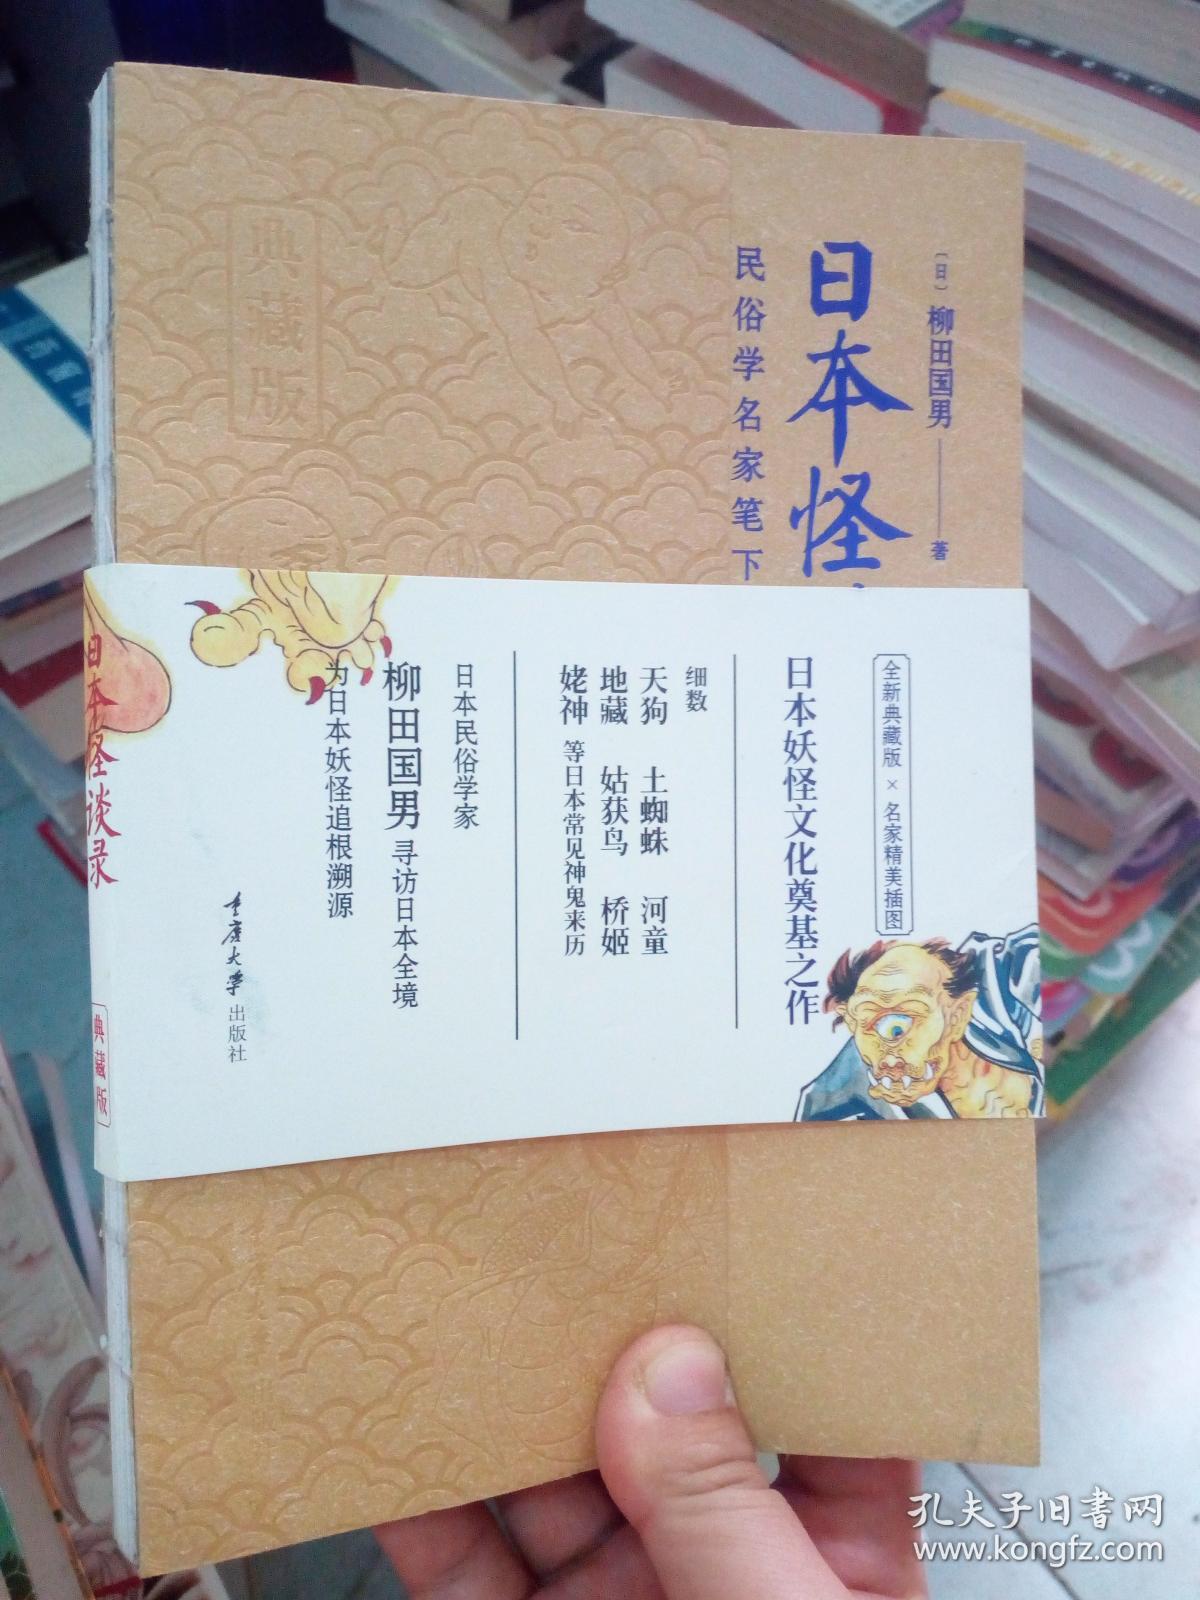 〔日〕柳田国男——著
日本怪
民俗学名家笔下
典藏版
全新典藏版×名家精美插图
日本妖怪文化奠基之作
细数
天狗 土蜘蛛 河童
地藏 姑获鸟 桥姬
姥神 等日本常见神鬼来历
日本民俗学家
柳田国男 寻访日本全境
为日本妖怪追根溯源
重庆大学出版社
日本怪谈录
典藏版
孔夫子旧书网
www.kongfz.com